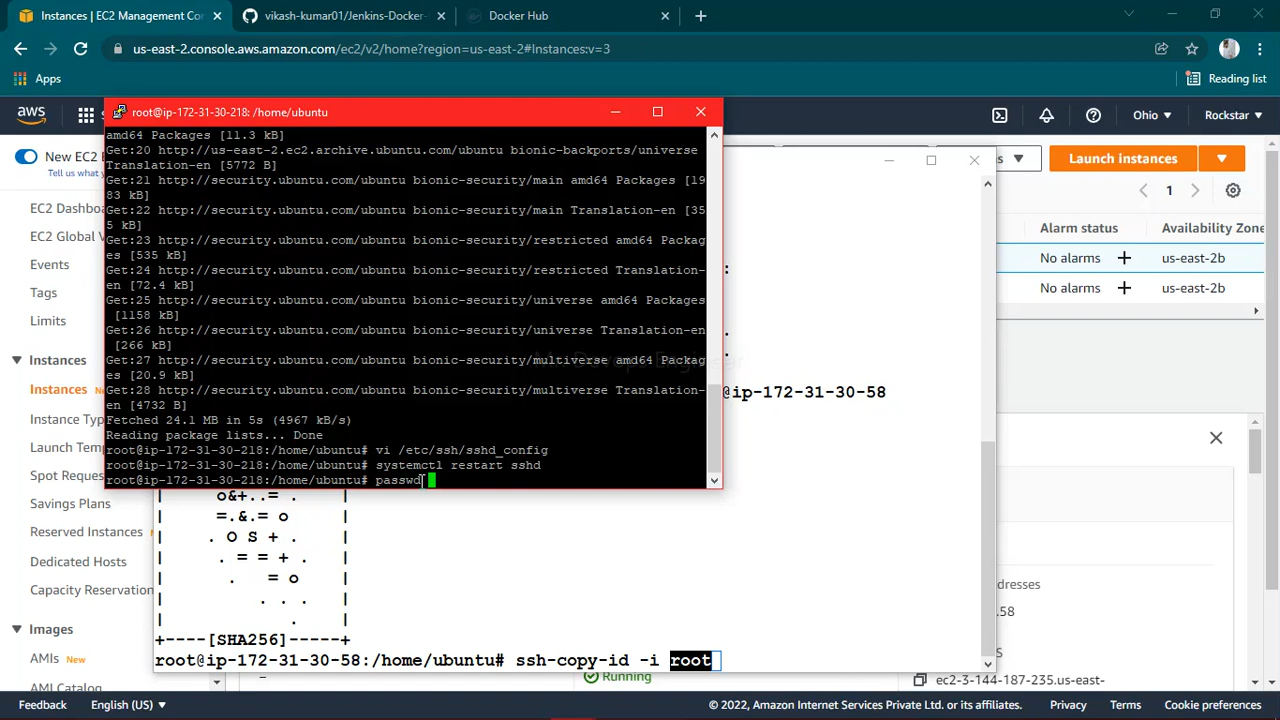 Instances | EC2 Management Co
vikash-kumar01/Jenkins-Docker-
Docker Hub
us-east-2.console.aws.amazon.com/ec2/v2/home?region=us-east-2#Instances:v=3
Apps
Reading list
aws
Ohio
Rockstar
root@ip-172-31-30-218: /home/ubuntu
New EC2
Tell us what
Launch instances
1
EC2 Dashbo
EC2 Global V
Events
Tags
Limits
Instances
Instances
Instance Typ
Launch Temp
Spot Reques
Savings Plans
Reserved Instances
Dedicated Hosts
Capacity Reservation
Images
AMIs New
AMI Catalog
Alarm status
Availability Zone
No alarms
us-east-2b
No alarms
us-east-2b
amd64 Packages [11.3 kB]
Get:20 http://us-east-2.ec2.archive.ubuntu.com/ubuntu bionic-backports/universe
Translation-en [5772 B]
Get:21 http://security.ubuntu.com/ubuntu bionic-security/main amd64 Packages [19
83 kB]
Get:22 http://security.ubuntu.com/ubuntu bionic-security/main Translation-en [35
5 kB]
Get:23 http://security.ubuntu.com/ubuntu bionic-security/restricted amd64 Packag
es [535 kB]
Get:24 http://security.ubuntu.com/ubuntu bionic-security/restricted Translation-
en [72.4 kB]
Get:25 http://security.ubuntu.com/ubuntu bionic-security/universe amd64 Packages
[1158 kB]
Get:26 http://security.ubuntu.com/ubuntu bionic-security/universe Translation-en
[266 kB]
Get:27 http://security.ubuntu.com/ubuntu bionic-security/multiverse amd64 Packag
es [20.9 kB]
Get:28 http://security.ubuntu.com/ubuntu bionic-security/multiverse Translation-
en [4732 B]
Fetched 24.1 MB in 5s (4967 kB/s)
Reading package lists... Done
root@ip-172-31-30-218:/home/ubuntu# vi /etc/ssh/sshd_config
root@ip-172-31-30-218:/home/ubuntu# systemctl restart sshd
root@ip-172-31-30-218:/home/ubuntu# passwd
:
.
.
@ip-172-31-30-58
| o&+..= . |
| =.&.= o |
| . O S + . |
| . = = + . |
| . = o |
| . . . |
| . |
+----[SHA256]-----+
root@ip-172-31-30-58:/home/ubuntu# ssh-copy-id -i root
Running
dresses
.58
S
ec2-3-144-187-235.us-east-
Feedback
English (US)
© 2022, Amazon Internet Services Private Ltd. or its affiliates.
Privacy
Terms
Cookie preferences